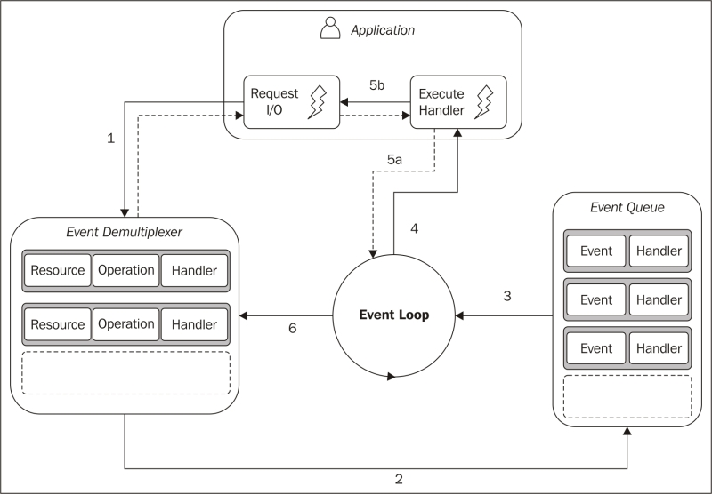 Application
Request
I/O
5b
Execute
Handler
1
5a
4
Event Demultiplexer
Resource Operation Handler
Resource Operation Handler
Event Loop
6
3
Event Queue
Event Handler
Event Handler
Event Handler
2